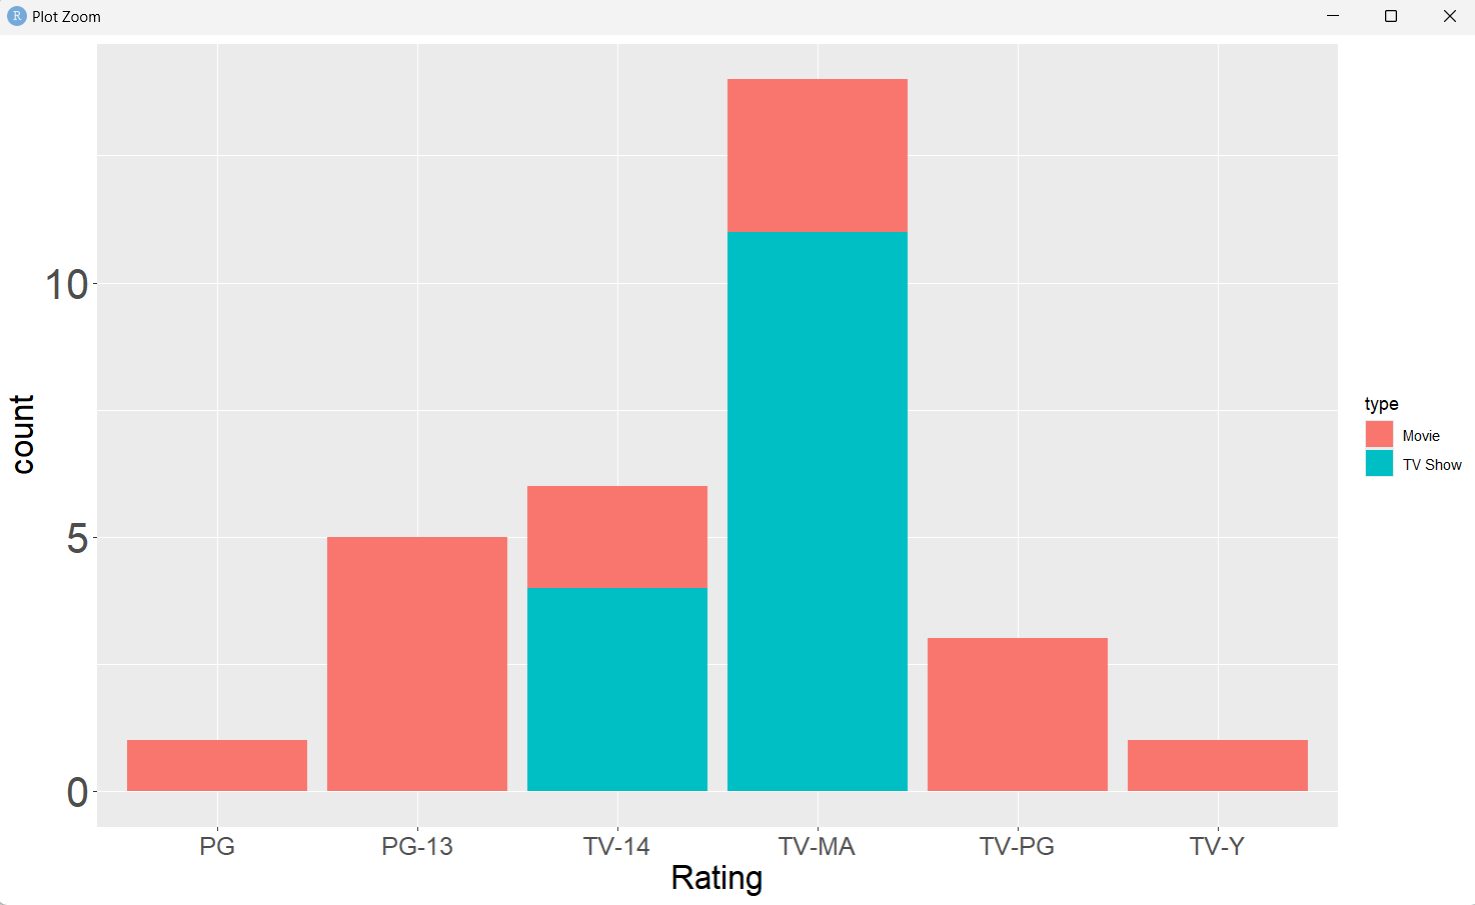 R Plot Zoom
10
5
0
count
PG PG-13 TV-14 TV-MA TV-PG TV-Y
Rating
type
Movie
TV Show